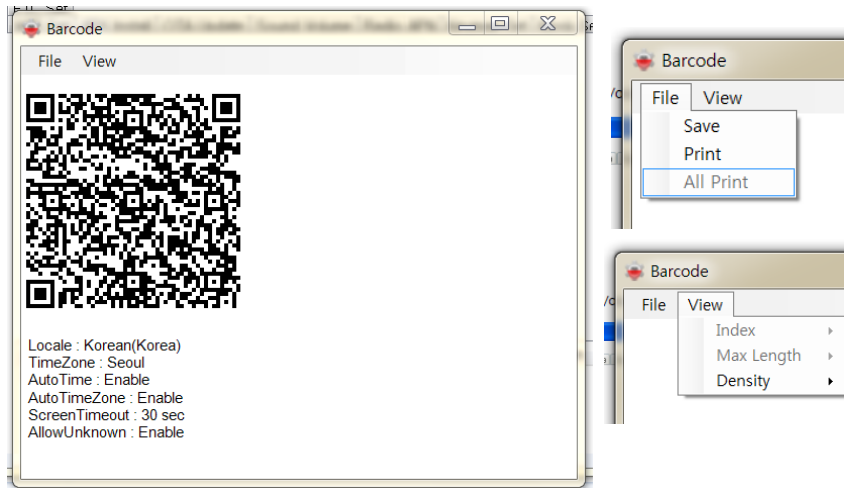 Barcode
File View
Locale : Korean(Korea)
TimeZone : Seoul
AutoTime : Enable
AutoTimeZone : Enable
ScreenTimeout : 30 sec
AllowUnknown : Enable
Barcode
File View
Save
Print
All Print
Barcode
File View
Index
Max Length
Density